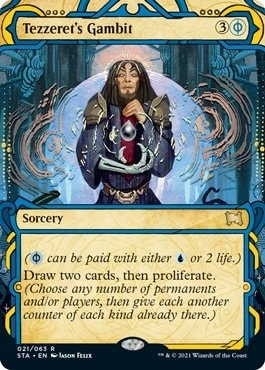 Tezzeret's Gambit 3
Sorcery
( can be paid with either or 2 life.)
Draw two cards, then proliferate.
(Choose any number of permanents
and/or players, then give each another
counter of each kind already there.)
021/063 R
STA • EN Jason Felix
™ & © 2021 Wizards of the Coast